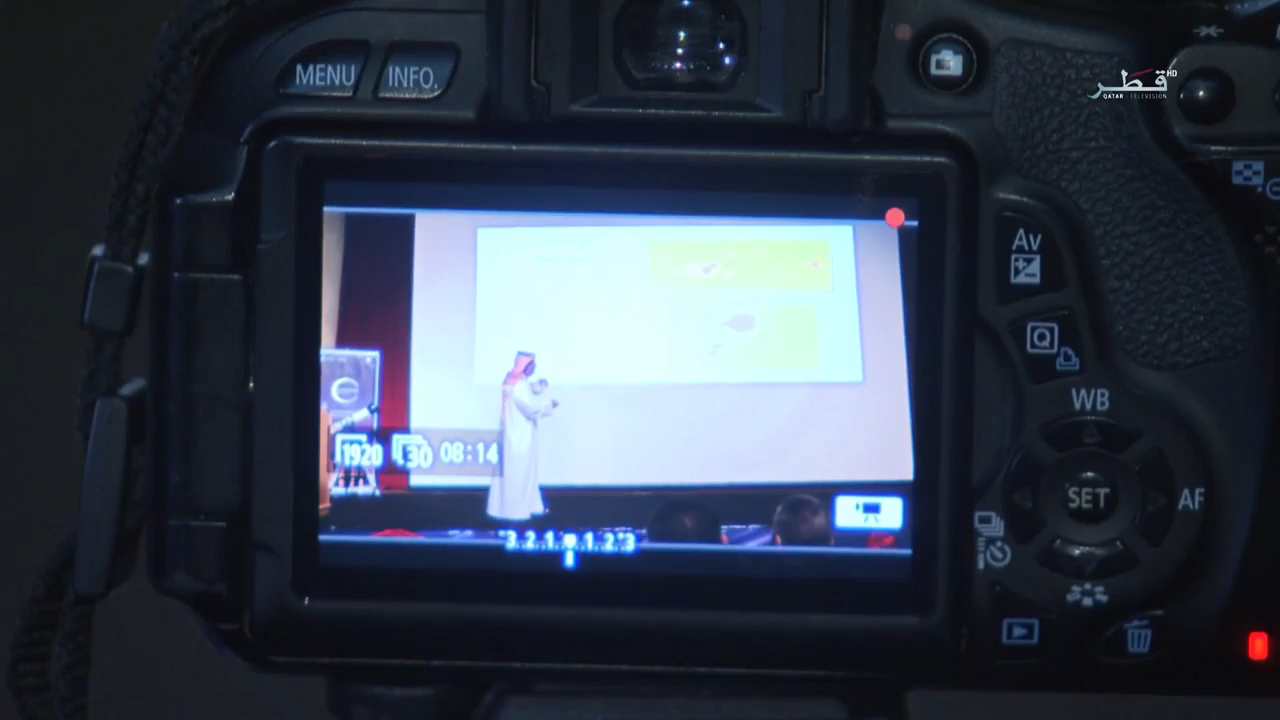 MENU INFO.
قطر HD
QATAR TELEVISION
Av
Q
WB
1920 30 08:14
SET
AF
3..2..1.. ..1..2..3